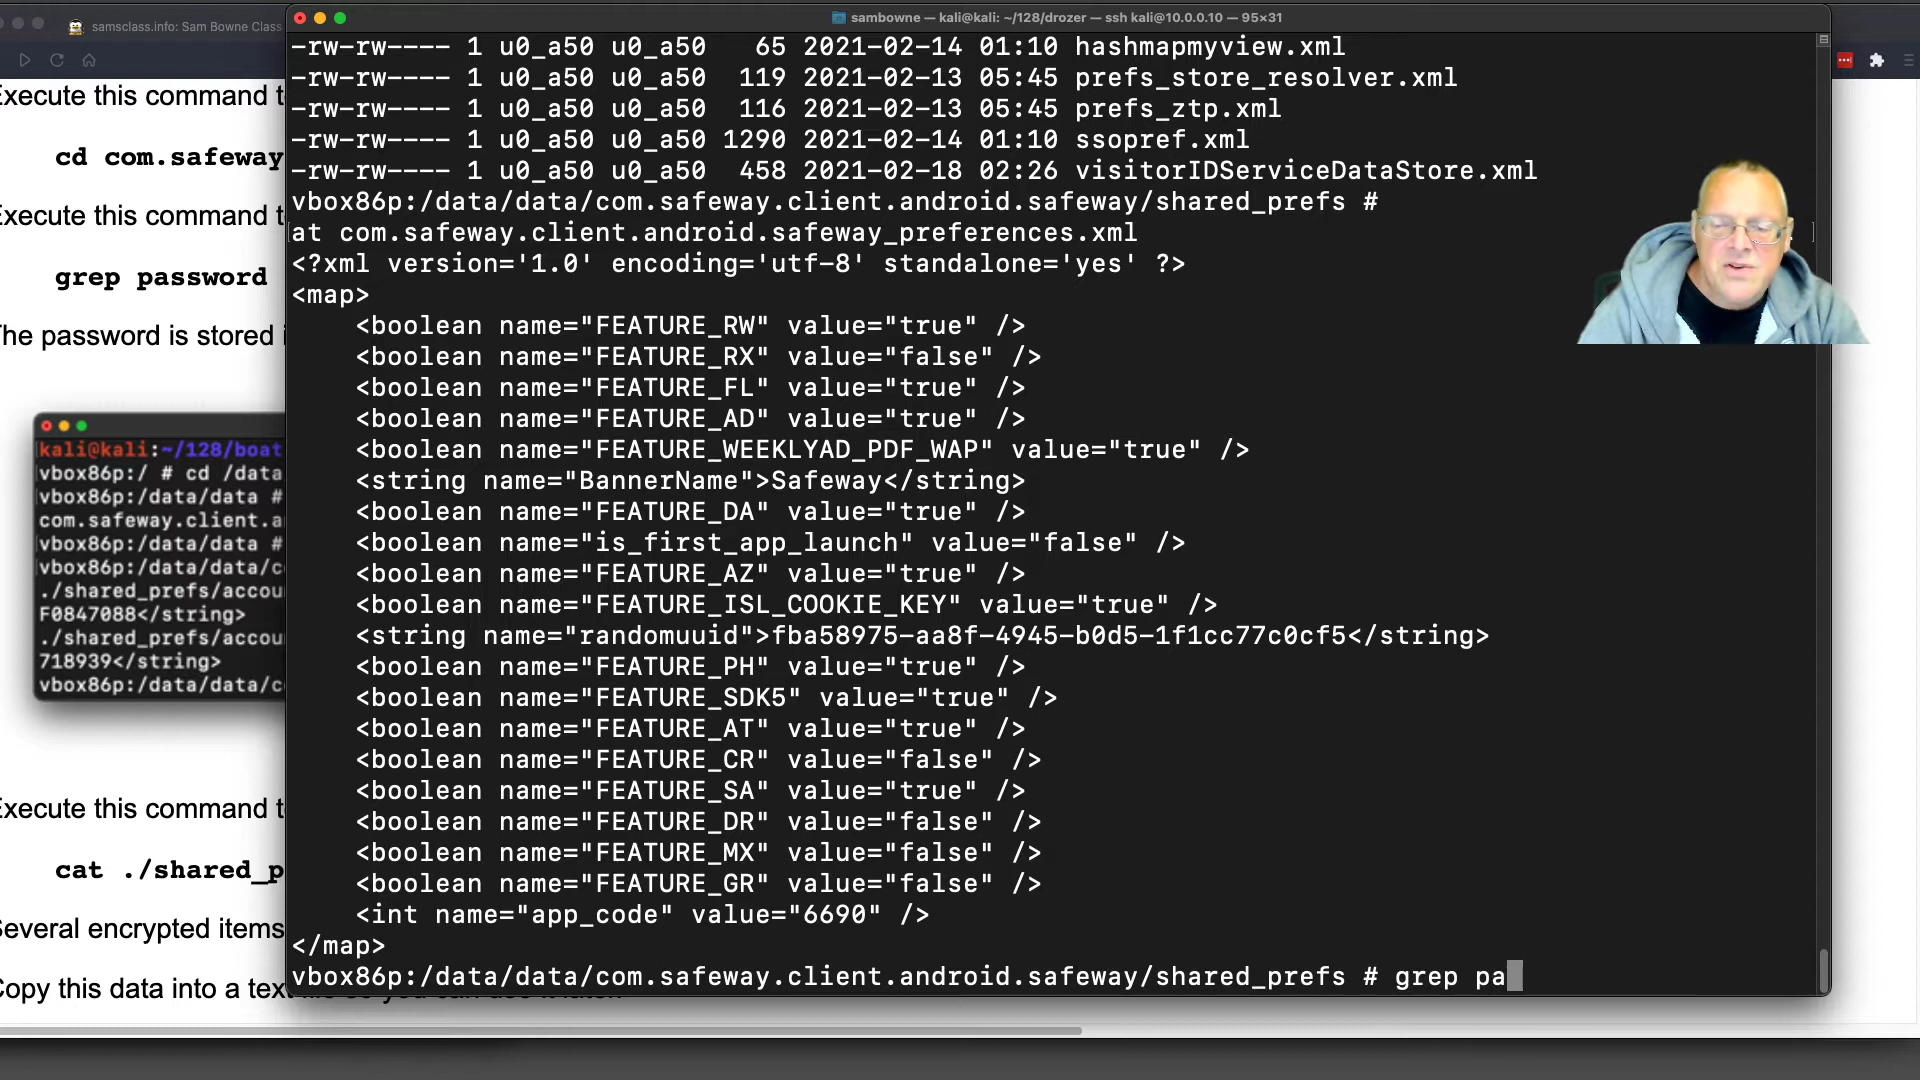 samsclass.info: Sam Bowne Class
sambowne — kali@kali: ~/128/drozer — ssh kali@10.0.0.10 — 95×31
Execute this command t
cd com.safeway
Execute this command t
grep password
The password is stored i
kali@kali:~/128/boat
vbox86p:/ # cd /data
vbox86p:/data/data #
com.safeway.client.a
vbox86p:/data/data #
vbox86p:/data/data/c
./shared_prefs/accou
F0847088</string>
./shared_prefs/accou
718939</string>
vbox86p:/data/data/c
Execute this command t
cat ./shared_p
Several encrypted items
Copy this data into a text file so you can use it later.
-rw-rw---- 1 u0_a50 u0_a50   65 2021-02-14 01:10 hashmapmyview.xml
-rw-rw---- 1 u0_a50 u0_a50  119 2021-02-13 05:45 prefs_store_resolver.xml
-rw-rw---- 1 u0_a50 u0_a50  116 2021-02-13 05:45 prefs_ztp.xml
-rw-rw---- 1 u0_a50 u0_a50 1290 2021-02-14 01:10 ssopref.xml
-rw-rw---- 1 u0_a50 u0_a50  458 2021-02-18 02:26 visitorIDServiceDataStore.xml
vbox86p:/data/data/com.safeway.client.android.safeway/shared_prefs #
at com.safeway.client.android.safeway_preferences.xml
<?xml version='1.0' encoding='utf-8' standalone='yes' ?>
<map>
    <boolean name="FEATURE_RW" value="true" />
    <boolean name="FEATURE_RX" value="false" />
    <boolean name="FEATURE_FL" value="true" />
    <boolean name="FEATURE_AD" value="true" />
    <boolean name="FEATURE_WEEKLYAD_PDF_WAP" value="true" />
    <string name="BannerName">Safeway</string>
    <boolean name="FEATURE_DA" value="true" />
    <boolean name="is_first_app_launch" value="false" />
    <boolean name="FEATURE_AZ" value="true" />
    <boolean name="FEATURE_ISL_COOKIE_KEY" value="true" />
    <string name="randomuuid">fba58975-aa8f-4945-b0d5-1f1cc77c0cf5</string>
    <boolean name="FEATURE_PH" value="true" />
    <boolean name="FEATURE_SDK5" value="true" />
    <boolean name="FEATURE_AT" value="true" />
    <boolean name="FEATURE_CR" value="false" />
    <boolean name="FEATURE_SA" value="true" />
    <boolean name="FEATURE_DR" value="false" />
    <boolean name="FEATURE_MX" value="false" />
    <boolean name="FEATURE_GR" value="false" />
    <int name="app_code" value="6690" />
</map>
vbox86p:/data/data/com.safeway.client.android.safeway/shared_prefs # grep pa